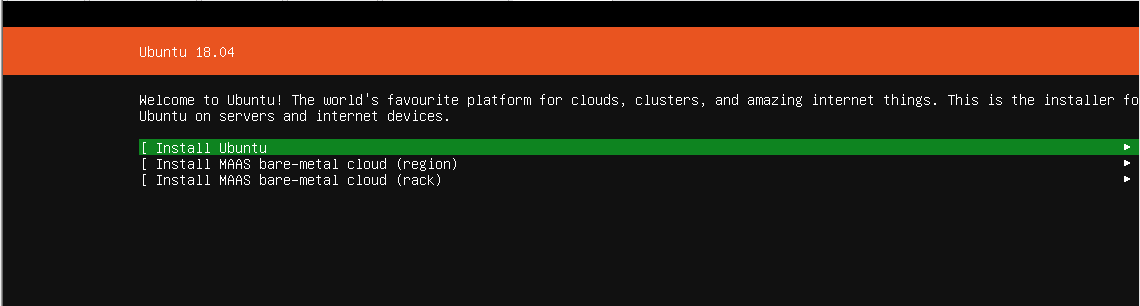 Ubuntu 18.04
Welcome to Ubuntu! The world's favourite platform for clouds, clusters, and amazing internet things. This is the installer fo
Ubuntu on servers and internet devices.
[ Install Ubuntu ►
[ Install MAAS bare-metal cloud (region) ►
[ Install MAAS bare-metal cloud (rack) ►